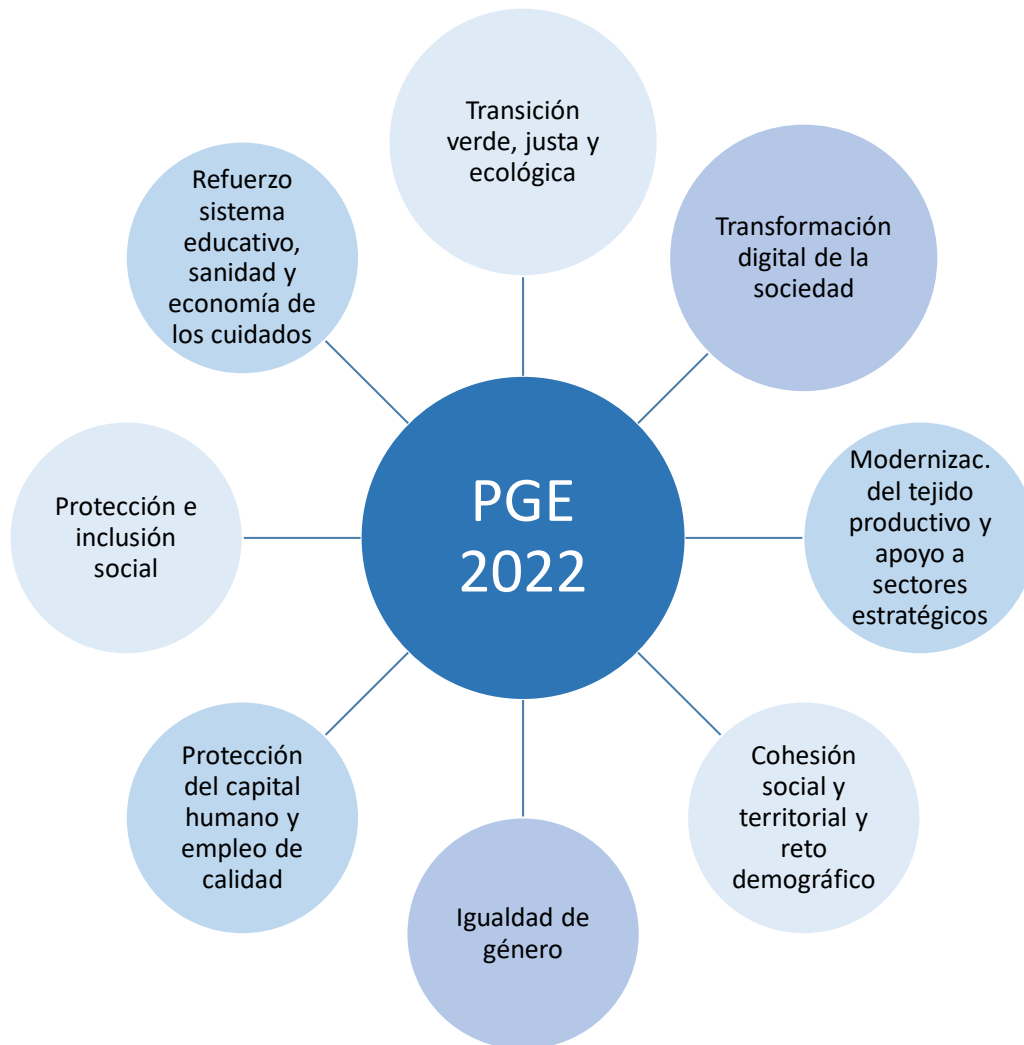 Transición
verde, justa y
ecológica
Transformación
digital de la
sociedad
Modernizac.
del tejido
productivo y
apoyo a
sectores
estratégicos
Cohesión
social y
territorial y
reto
demográfico
Igualdad de
género
Protección
del capital
humano y
empleo de
calidad
Protección e
inclusión
social
Refuerzo
sistema
educativo,
sanidad y
economía de
los cuidados
PGE
2022